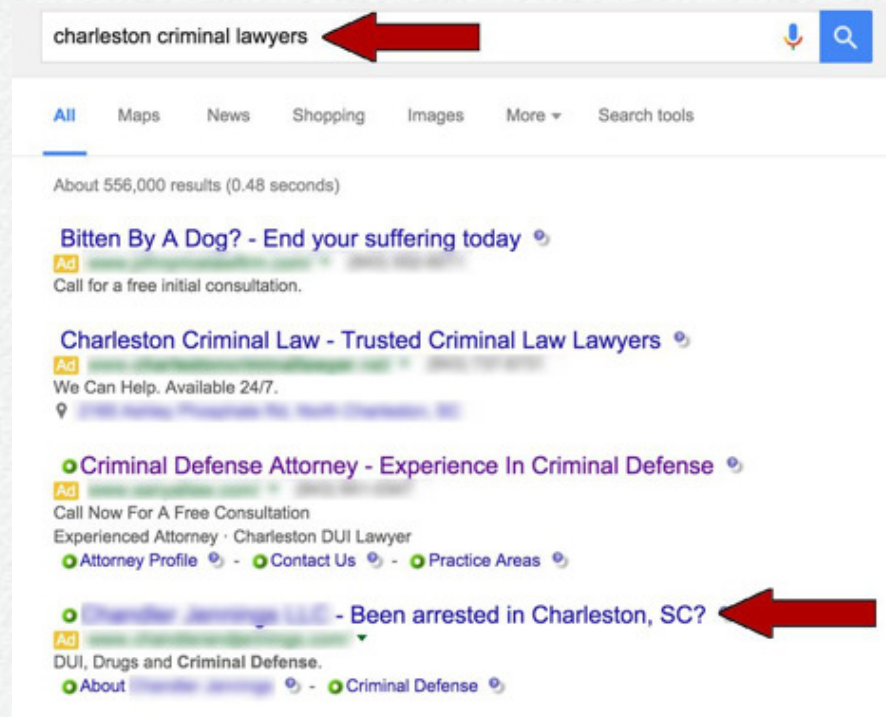 charleston criminal lawyers
All Maps News Shopping Images More Search tools
About 556,000 results (0.48 seconds)
Bitten By A Dog? - End your suffering today
Ad
Call for a free initial consultation.
Charleston Criminal Law - Trusted Criminal Law Lawyers
Ad
We Can Help. Available 24/7.
Criminal Defense Attorney - Experience In Criminal Defense
Ad
Call Now For A Free Consultation
Experienced Attorney · Charleston DUI Lawyer
Attorney Profile - Contact Us - Practice Areas
- Been arrested in Charleston, SC?
Ad
DUI, Drugs and Criminal Defense.
About - Criminal Defense